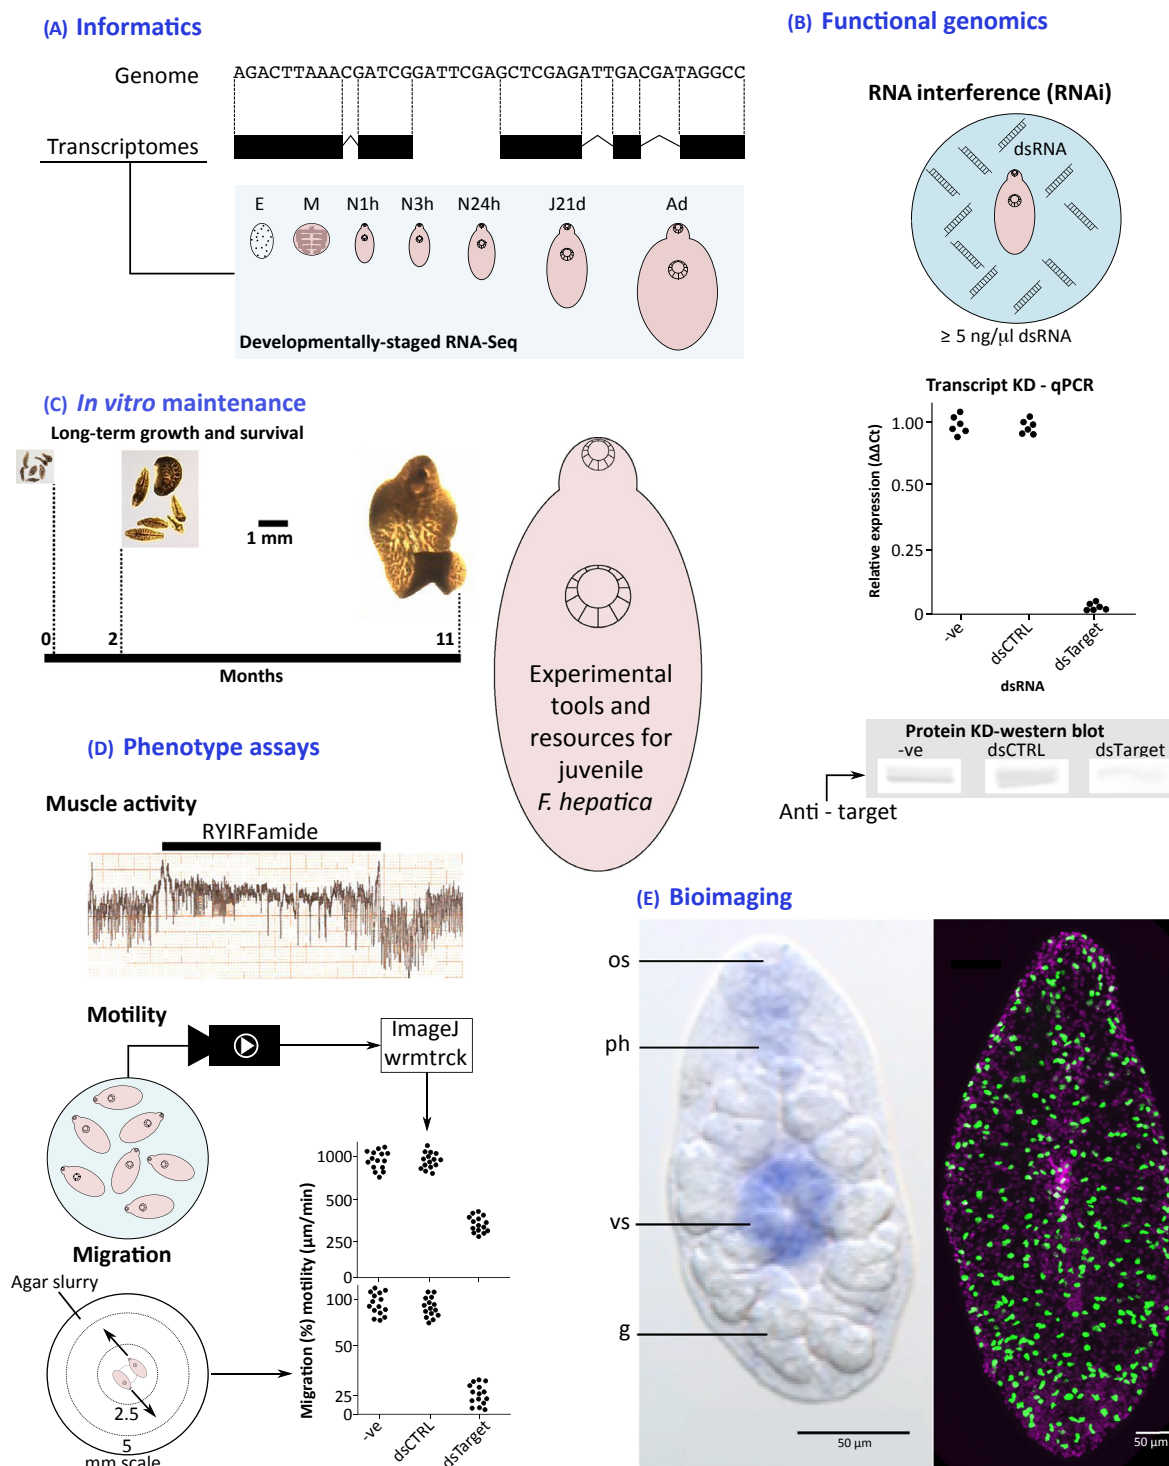 (A) Informatics
Genome
AGACTTAAACGATCGGATTCGAGCTCGAGATTGACGATAGGCC
Transcriptomes
E M N1h N3h N24h J21d Ad
Developmentally-staged RNA-Seq
(B) Functional genomics
RNA interference (RNAi)
dsRNA
≥ 5 ng/μl dsRNA
Transcript KD - qPCR
Relative expression (ΔΔCt)
1.00
0.50
0.25
0
-ve
dsCTRL
dsTarget
dsRNA
Protein KD-western blot
-ve dsCTRL dsTarget
Anti - target
(C) In vitro maintenance
Long-term growth and survival
1 mm
0 2 11
Months
Experimental
tools and
resources for
juvenile
F. hepatica
(D) Phenotype assays
Muscle activity
RYIRFamide
Motility
ImageJ
wrmtrck
Migration
Agar slurry
2.5
5
mm scale
Migration (%) motility (μm/min)
1000
500
250
0
100
50
25
0
-ve
dsCTRL
dsTarget
(E) Bioimaging
os
ph
vs
g
50 μm
50 μm